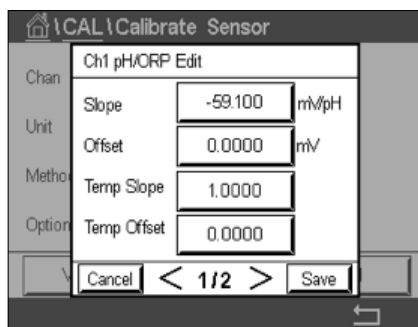 \CAL\Calibrate Sensor
Ch1 pH/ORP Edit
Chan
Slope -59.100 mV/pH
Unit
Offset 0.0000 mV
Metho
Temp Slope 1.0000
Option
Temp Offset 0.0000
Cancel < 1/2 > Save